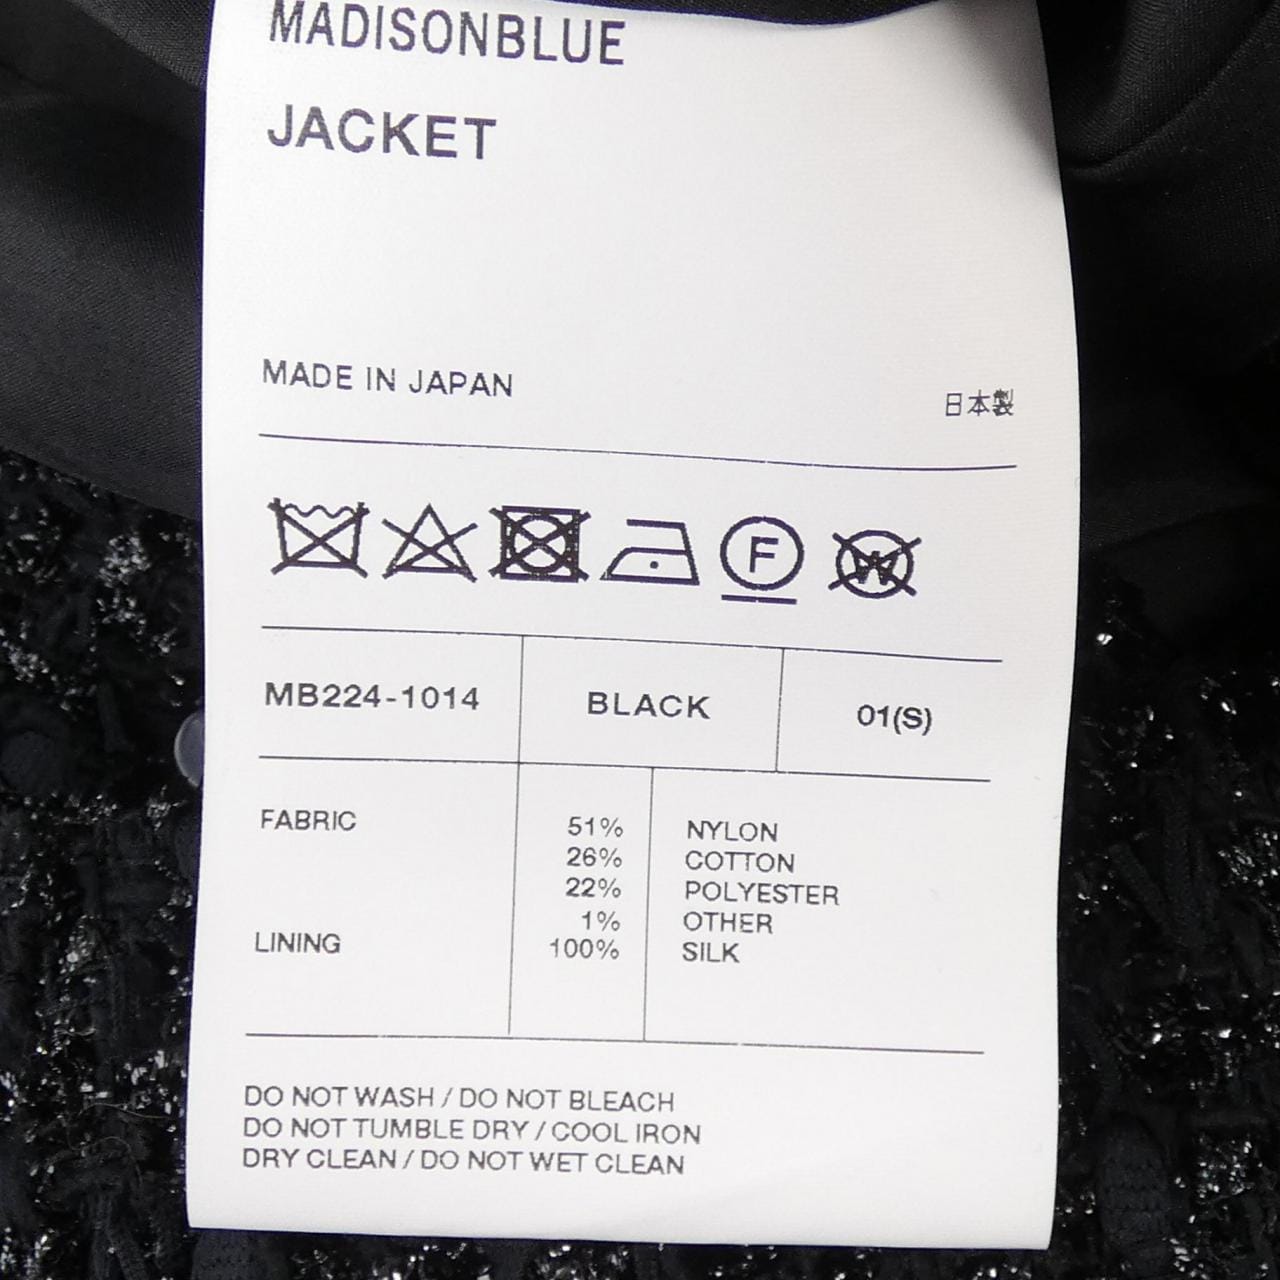 MADISONBLUE
JACKET
MADE IN JAPAN
日本製
F
W
MB224-1014 BLACK 01(S)
FABRIC 51% NYLON
26% COTTON
22% POLYESTER
1% OTHER
LINING 100% SILK
DO NOT WASH / DO NOT BLEACH
DO NOT TUMBLE DRY / COOL IRON
DRY CLEAN / DO NOT WET CLEAN